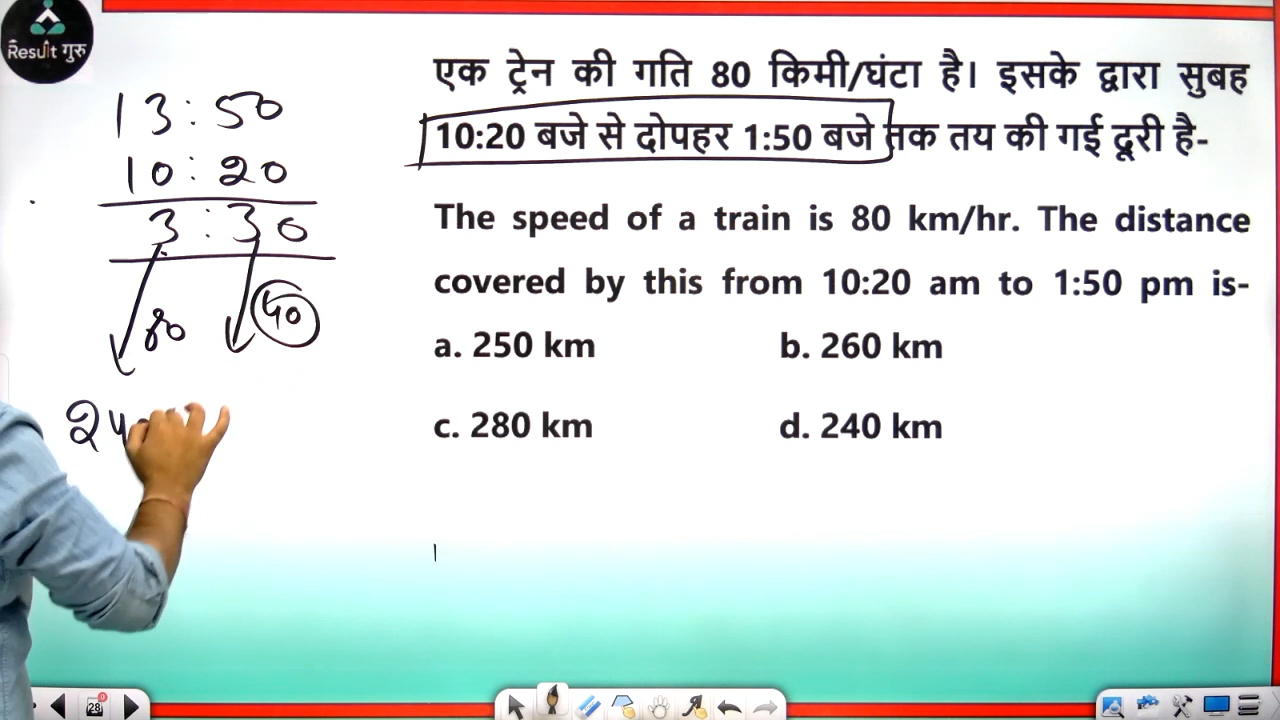 Result गुरु
13:50
10:20
3:30
80 40
24
एक ट्रेन की गति 80 किमी/घंटा है। इसके द्वारा सुबह
10:20 बजे से दोपहर 1:50 बजे तक तय की गई दूरी है-
The speed of a train is 80 km/hr. The distance
covered by this from 10:20 am to 1:50 pm is-
a. 250 km b. 260 km
c. 280 km d. 240 km
28